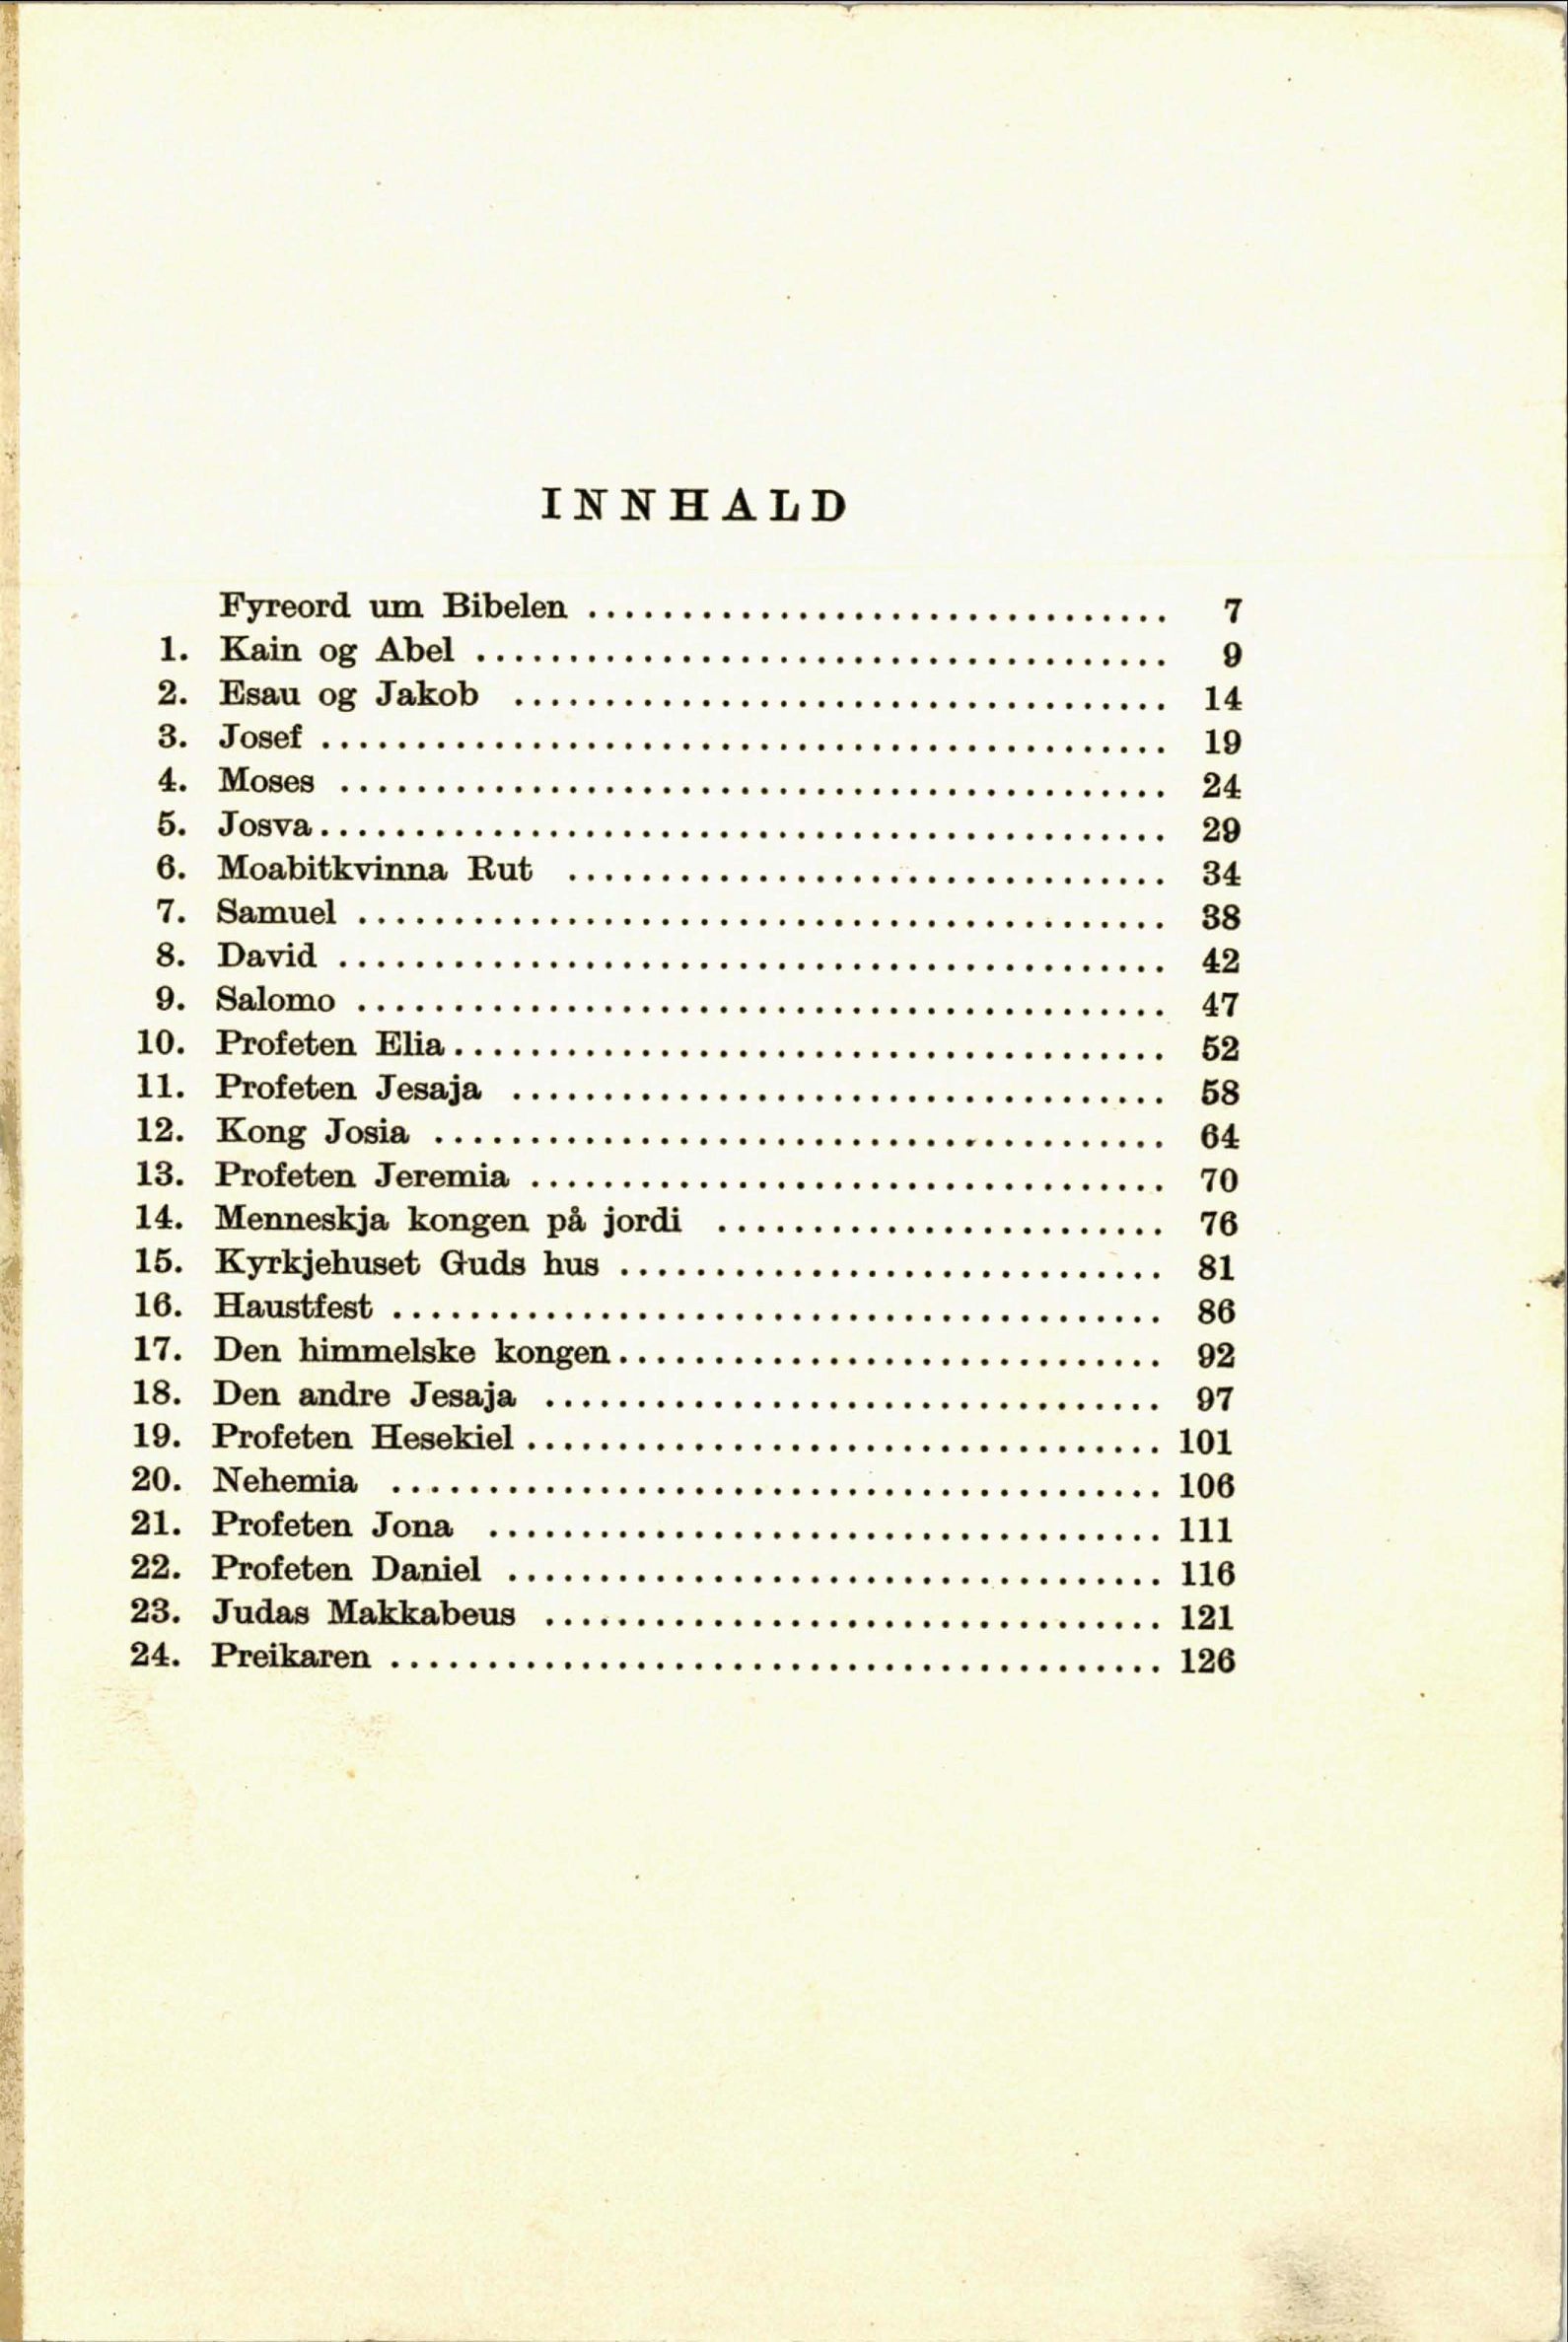 INNHALD
Fyreord um Bibelen ............................... 7
1. Kain og Abel ..................................... 9
2. Esau og Jakob ................................... 14
3. Josef ............................................. 19
4. Moses ............................................ 24
5. Josva............................................. 29
6. Moabitkvinna Rut ................................ 34
7. Samuel ........................................... 38
8. David ............................................ 42
9. Salomo ........................................... 47
10. Profeten Elia...................................... 52
11. Profeten Jesaja ................................... 58
12. Kong Josia ....................................... 64
13. Profeten Jeremia .................................. 70
14. Menneskja kongen på jordi ........................ 76
15. Kyrkjehuset Guds hus ............................. 81
16. Haustfest ......................................... 86
17. Den himmelske kongen............................. 92
18. Den andre Jesaja ................................. 97
19. Profeten Hesekiel .................................. 101
20. Nehemia ......................................... 106
21. Profeten Jona .................................... 111
22. Profeten Daniel ................................... 116
23. Judas Makkabeus ................................. 121
24. Preikaren ......................................... 126